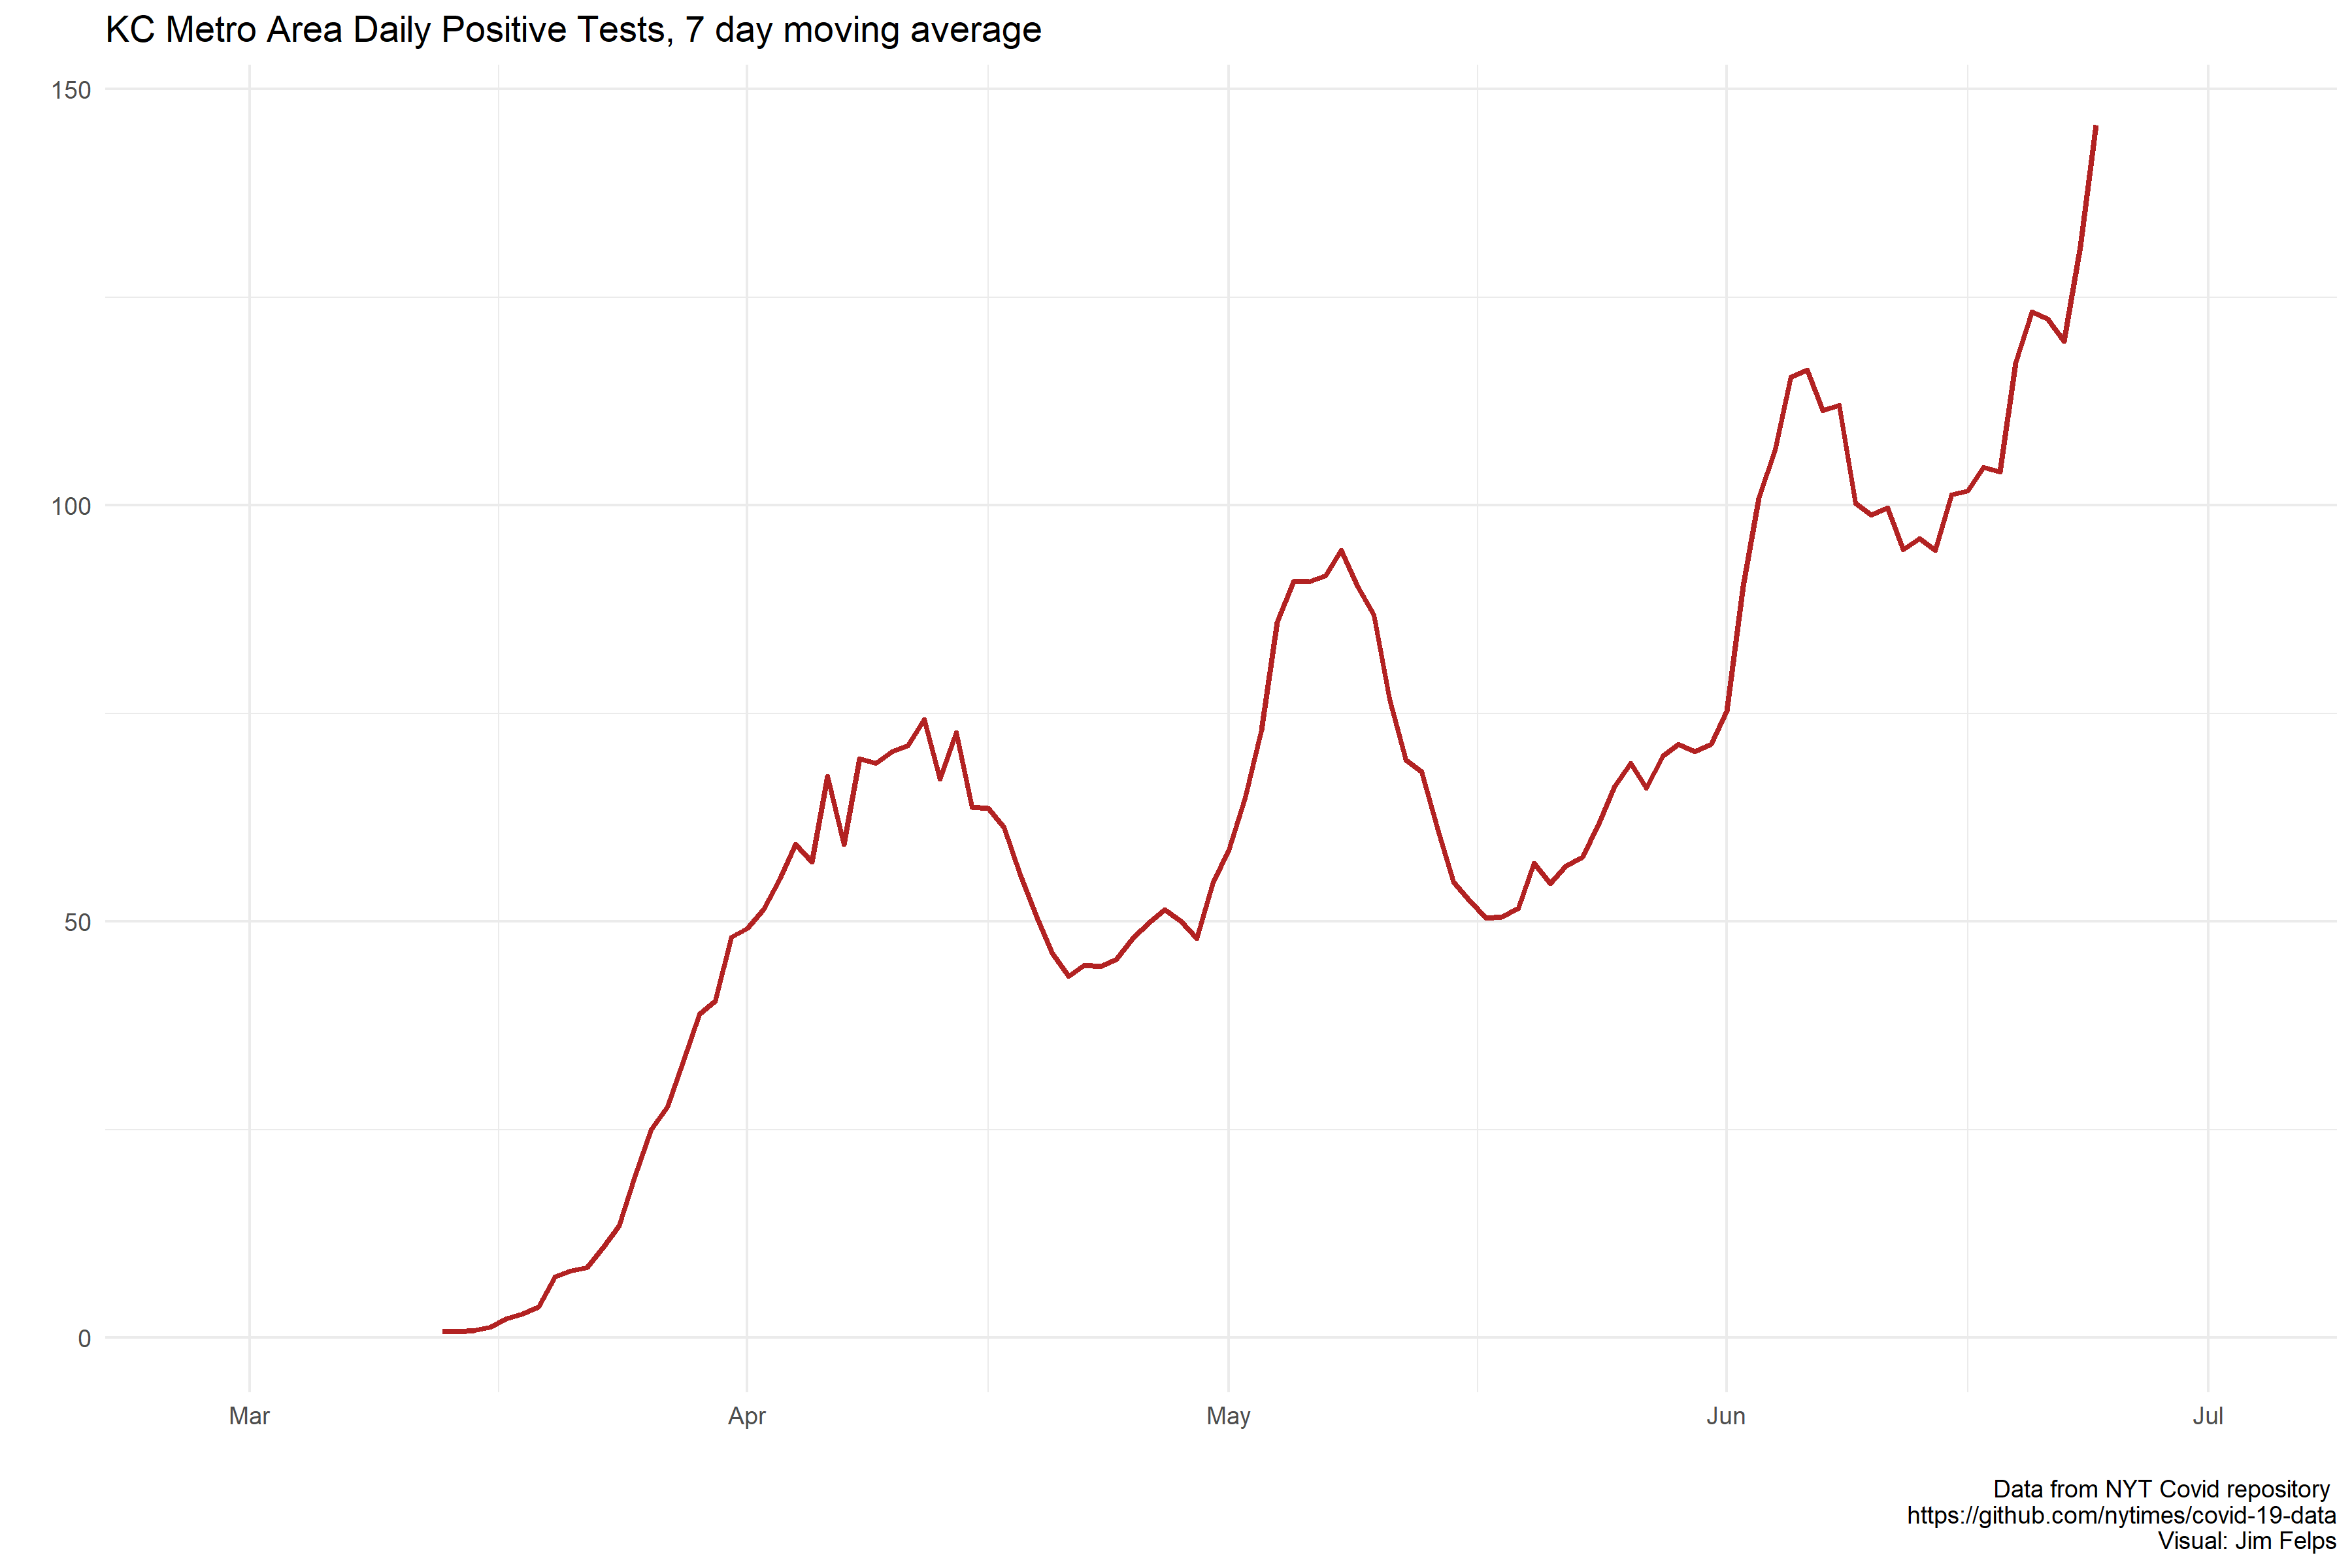 KC Metro Area Daily Positive Tests, 7 day moving average
150
100
50
0
Mar
Apr
May
Jun
Jul
Data from NYT Covid repository
https://github.com/nytimes/covid-19-data
Visual: Jim Felps